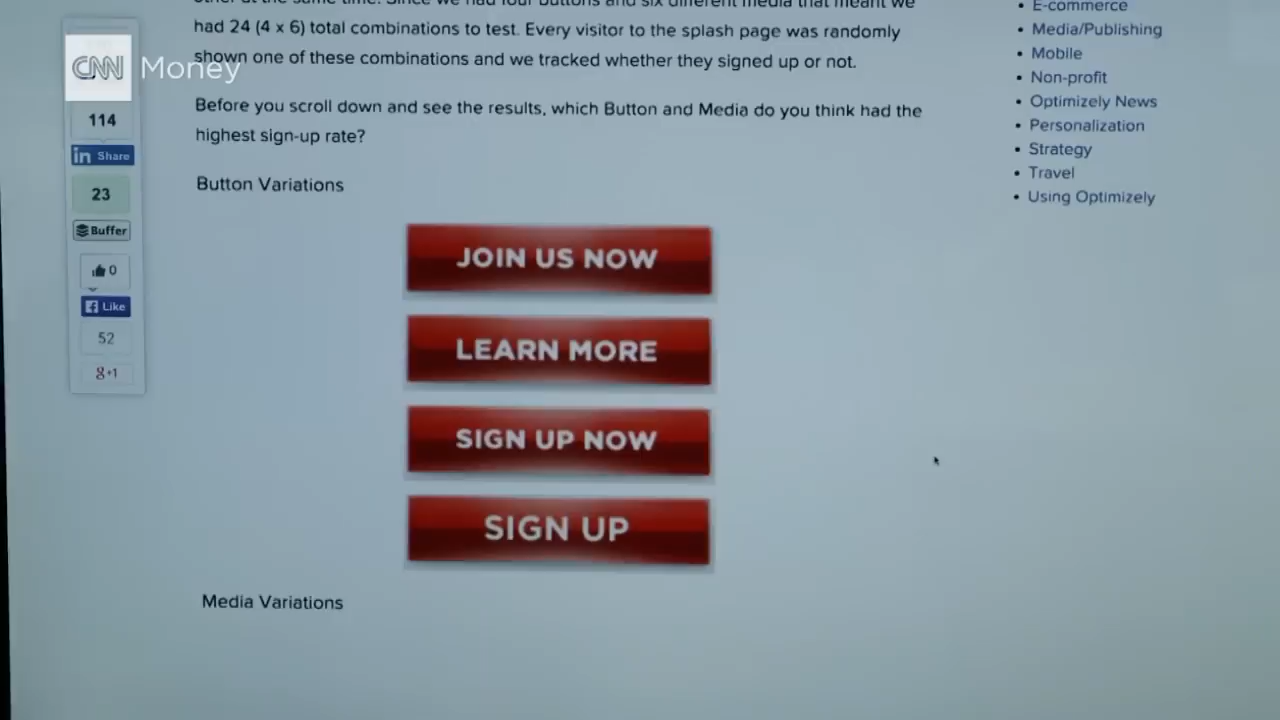 had 24 (4 x 6) total combinations to test. Every visitor to the splash page was randomly
shown one of these combinations and we tracked whether they signed up or not.
Before you scroll down and see the results, which Button and Media do you think had the
highest sign-up rate?
Button Variations
JOIN US NOW
LEARN MORE
SIGN UP NOW
SIGN UP
Media Variations
CNN Money
114
in Share
23
Buffer
0
Like
52
g+1
• E-commerce
• Media/Publishing
• Mobile
• Non-profit
• Optimizely News
• Personalization
• Strategy
• Travel
• Using Optimizely